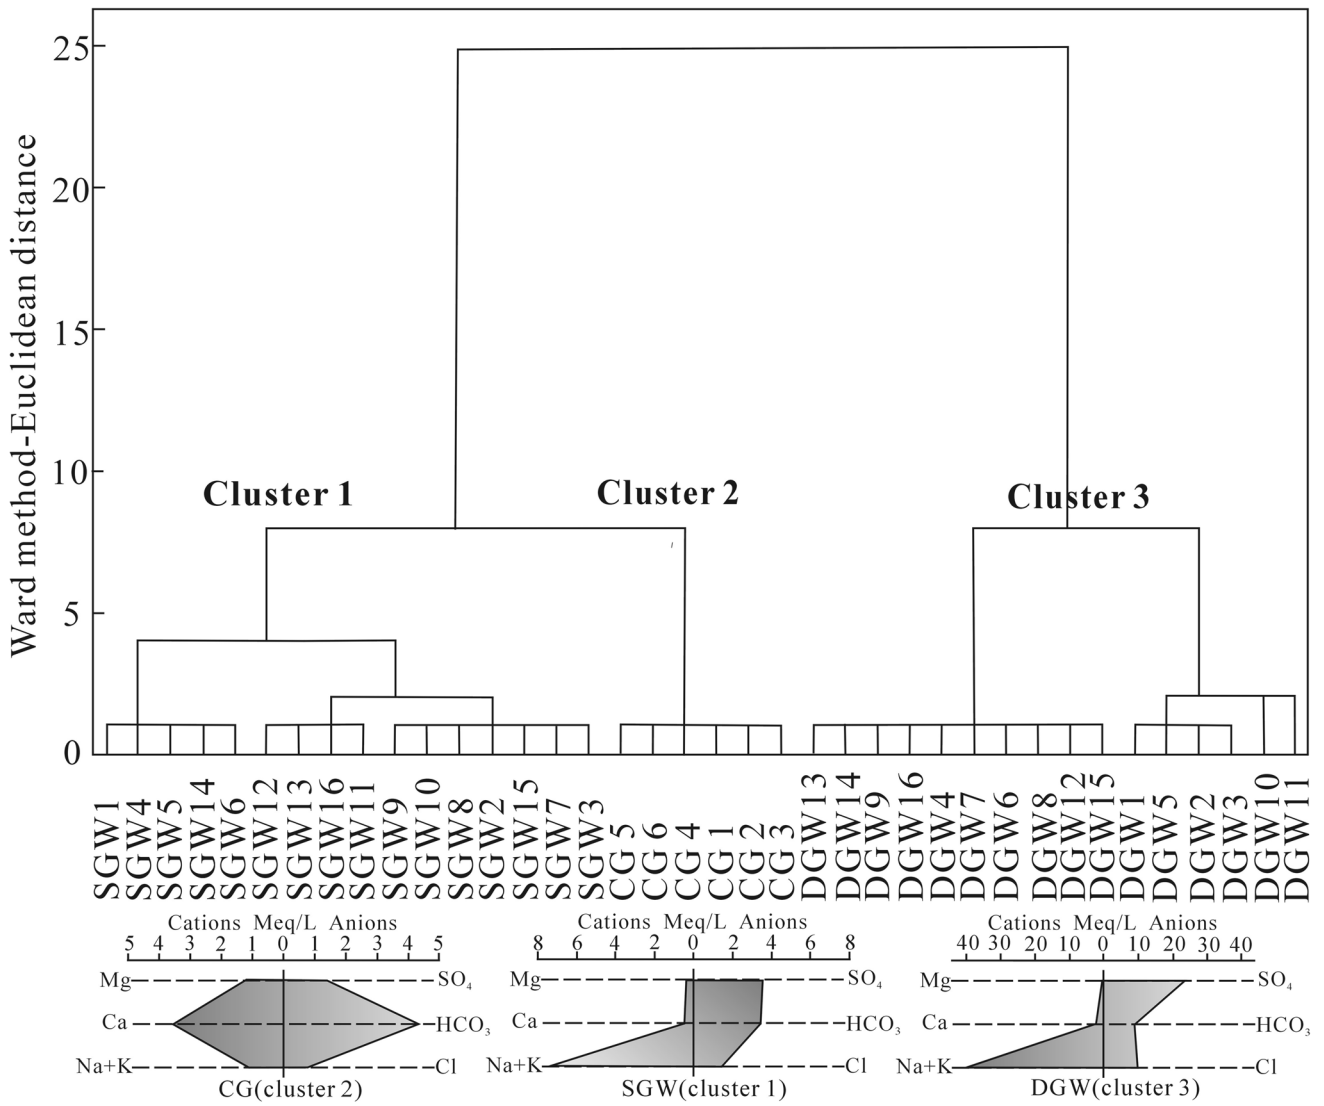 Ward method-Euclidean distance
25
20
15
10
5
0
Cluster 1
Cluster 2
Cluster 3
SGW1
SGW4
SGW5
SGW14
SGW6
SGW12
SGW13
SGW16
SGW11
SGW9
SGW10
SGW8
SGW2
SGW15
SGW7
SGW3
CG5
CG6
CG4
CG1
CG2
CG3
DGW13
DGW14
DGW9
DGW16
DGW4
DGW7
DGW6
DGW8
DGW12
DGW15
DGW1
DGW5
DGW2
DGW3
DGW10
DGW11
Cations Meq/L Anions
5 4 3 2 1 0 1 2 3 4 5
Mg SO₄
Ca HCO₃
Na+K Cl
CG(cluster 2)
Cations Meq/L Anions
8 6 4 2 0 2 4 6 8
Mg SO₄
Ca HCO₃
Na+K Cl
SGW(cluster 1)
Cations Meq/L Anions
40 30 20 10 0 10 20 30 40
Mg SO₄
Ca HCO₃
Na+K Cl
DGW(cluster 3)